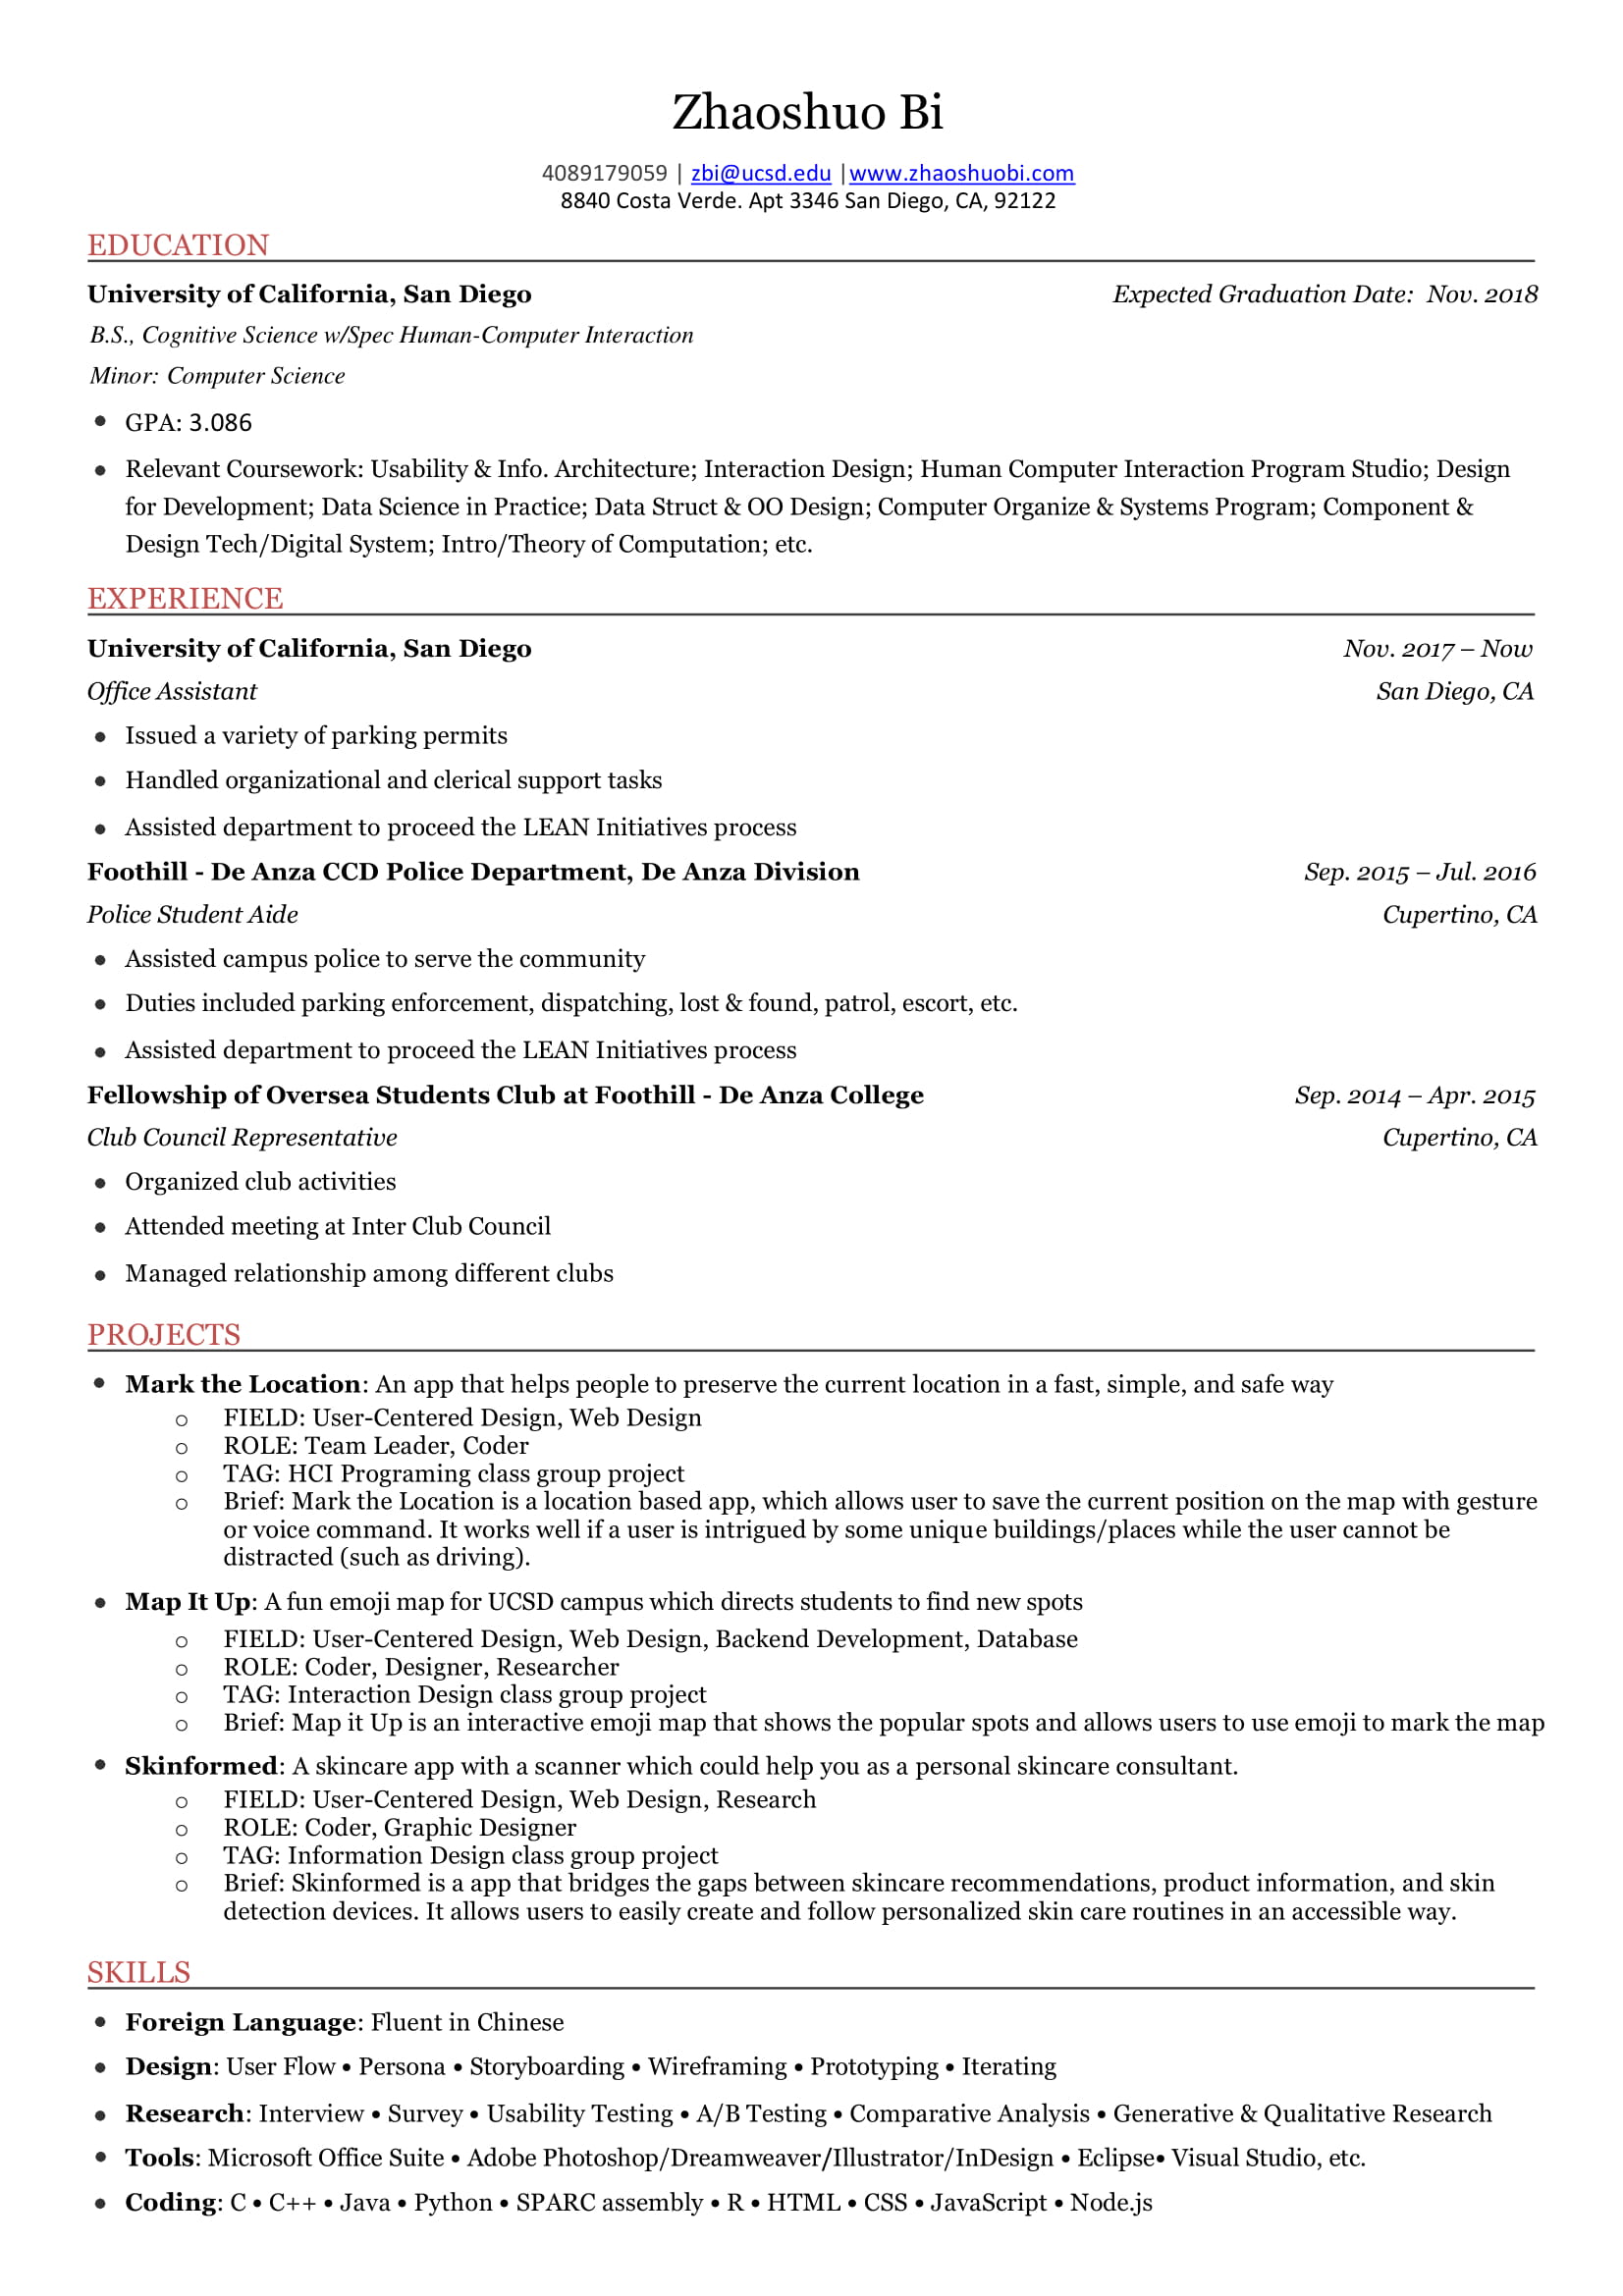 Zhaoshuo Bi
4089179059 | zbi@ucsd.edu |www.zhaoshuobi.com
8840 Costa Verde. Apt 3346 San Diego, CA, 92122
EDUCATION
University of California, San Diego Expected Graduation Date: Nov. 2018
B.S., Cognitive Science w/Spec Human-Computer Interaction
Minor: Computer Science
● GPA: 3.086
● Relevant Coursework: Usability & Info. Architecture; Interaction Design; Human Computer Interaction Program Studio; Design
for Development; Data Science in Practice; Data Struct & OO Design; Computer Organize & Systems Program; Component &
Design Tech/Digital System; Intro/Theory of Computation; etc.
EXPERIENCE
University of California, San Diego Nov. 2017 – Now
Office Assistant San Diego, CA
● Issued a variety of parking permits
● Handled organizational and clerical support tasks
● Assisted department to proceed the LEAN Initiatives process
Foothill - De Anza CCD Police Department, De Anza Division Sep. 2015 – Jul. 2016
Police Student Aide Cupertino, CA
● Assisted campus police to serve the community
● Duties included parking enforcement, dispatching, lost & found, patrol, escort, etc.
● Assisted department to proceed the LEAN Initiatives process
Fellowship of Oversea Students Club at Foothill - De Anza College Sep. 2014 – Apr. 2015
Club Council Representative Cupertino, CA
● Organized club activities
● Attended meeting at Inter Club Council
● Managed relationship among different clubs
PROJECTS
● Mark the Location: An app that helps people to preserve the current location in a fast, simple, and safe way
o FIELD: User-Centered Design, Web Design
o ROLE: Team Leader, Coder
o TAG: HCI Programing class group project
o Brief: Mark the Location is a location based app, which allows user to save the current position on the map with gesture
or voice command. It works well if a user is intrigued by some unique buildings/places while the user cannot be
distracted (such as driving).
● Map It Up: A fun emoji map for UCSD campus which directs students to find new spots
o FIELD: User-Centered Design, Web Design, Backend Development, Database
o ROLE: Coder, Designer, Researcher
o TAG: Interaction Design class group project
o Brief: Map it Up is an interactive emoji map that shows the popular spots and allows users to use emoji to mark the map
● Skinformed: A skincare app with a scanner which could help you as a personal skincare consultant.
o FIELD: User-Centered Design, Web Design, Research
o ROLE: Coder, Graphic Designer
o TAG: Information Design class group project
o Brief: Skinformed is a app that bridges the gaps between skincare recommendations, product information, and skin
detection devices. It allows users to easily create and follow personalized skin care routines in an accessible way.
SKILLS
● Foreign Language: Fluent in Chinese
● Design: User Flow • Persona • Storyboarding • Wireframing • Prototyping • Iterating
● Research: Interview • Survey • Usability Testing • A/B Testing • Comparative Analysis • Generative & Qualitative Research
● Tools: Microsoft Office Suite • Adobe Photoshop/Dreamweaver/Illustrator/InDesign • Eclipse• Visual Studio, etc.
● Coding: C • C++ • Java • Python • SPARC assembly • R • HTML • CSS • JavaScript • Node.js